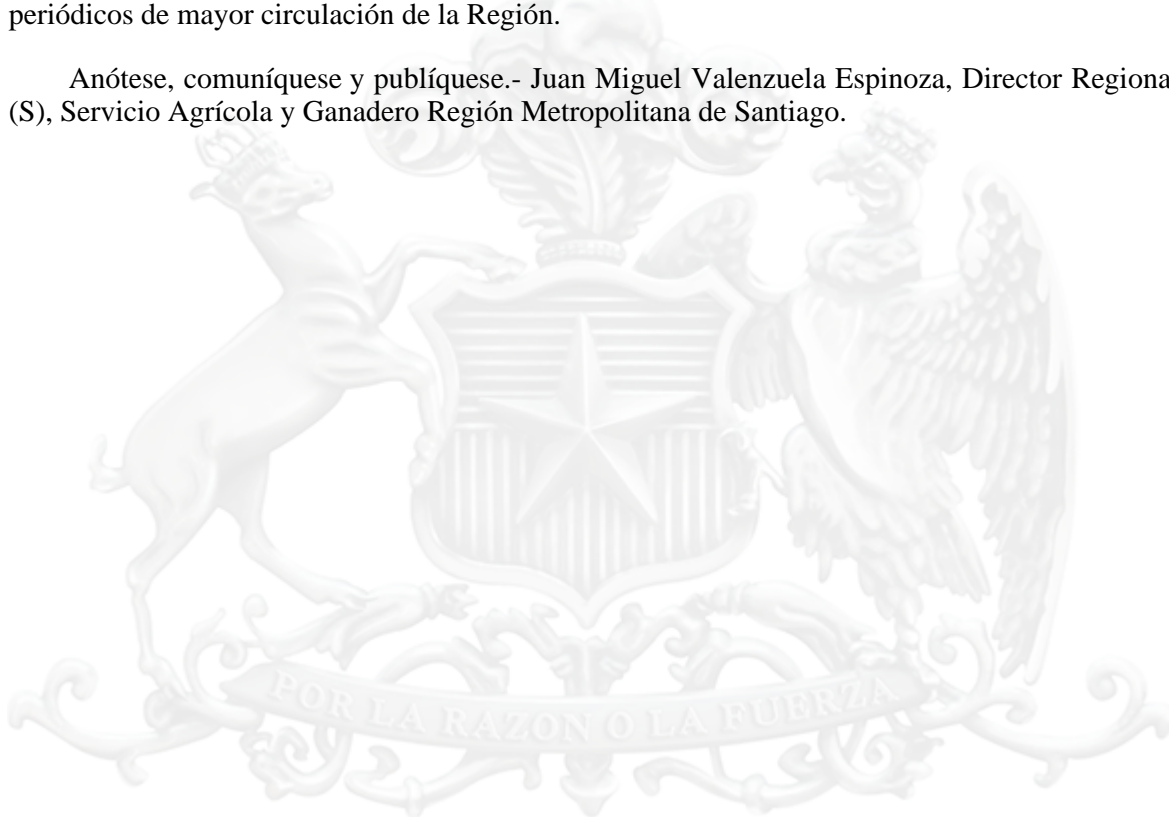 periódicos de mayor circulación de la Región.
Anótese, comuníquese y publíquese.- Juan Miguel Valenzuela Espinoza, Director Regiona
(S), Servicio Agrícola y Ganadero Región Metropolitana de Santiago.
POR LA RAZON O LA FUERZA